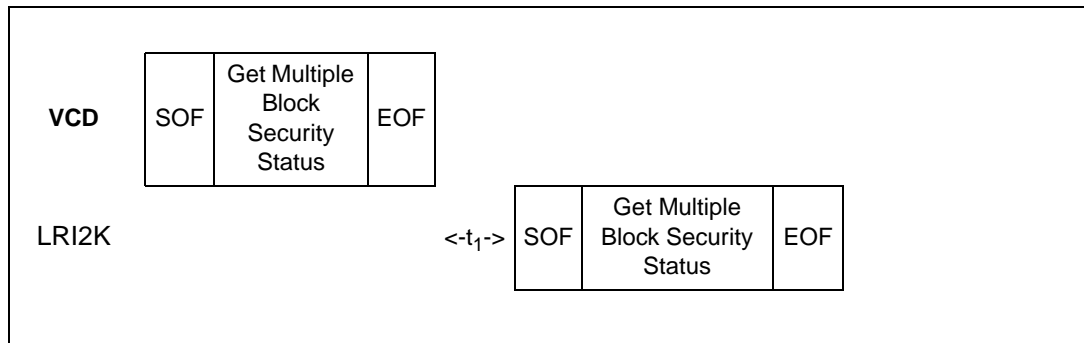 VCD
SOF
Get Multiple
Block
Security
Status
EOF
LRI2K
<-t₁->
SOF
Get Multiple
Block Security
Status
EOF